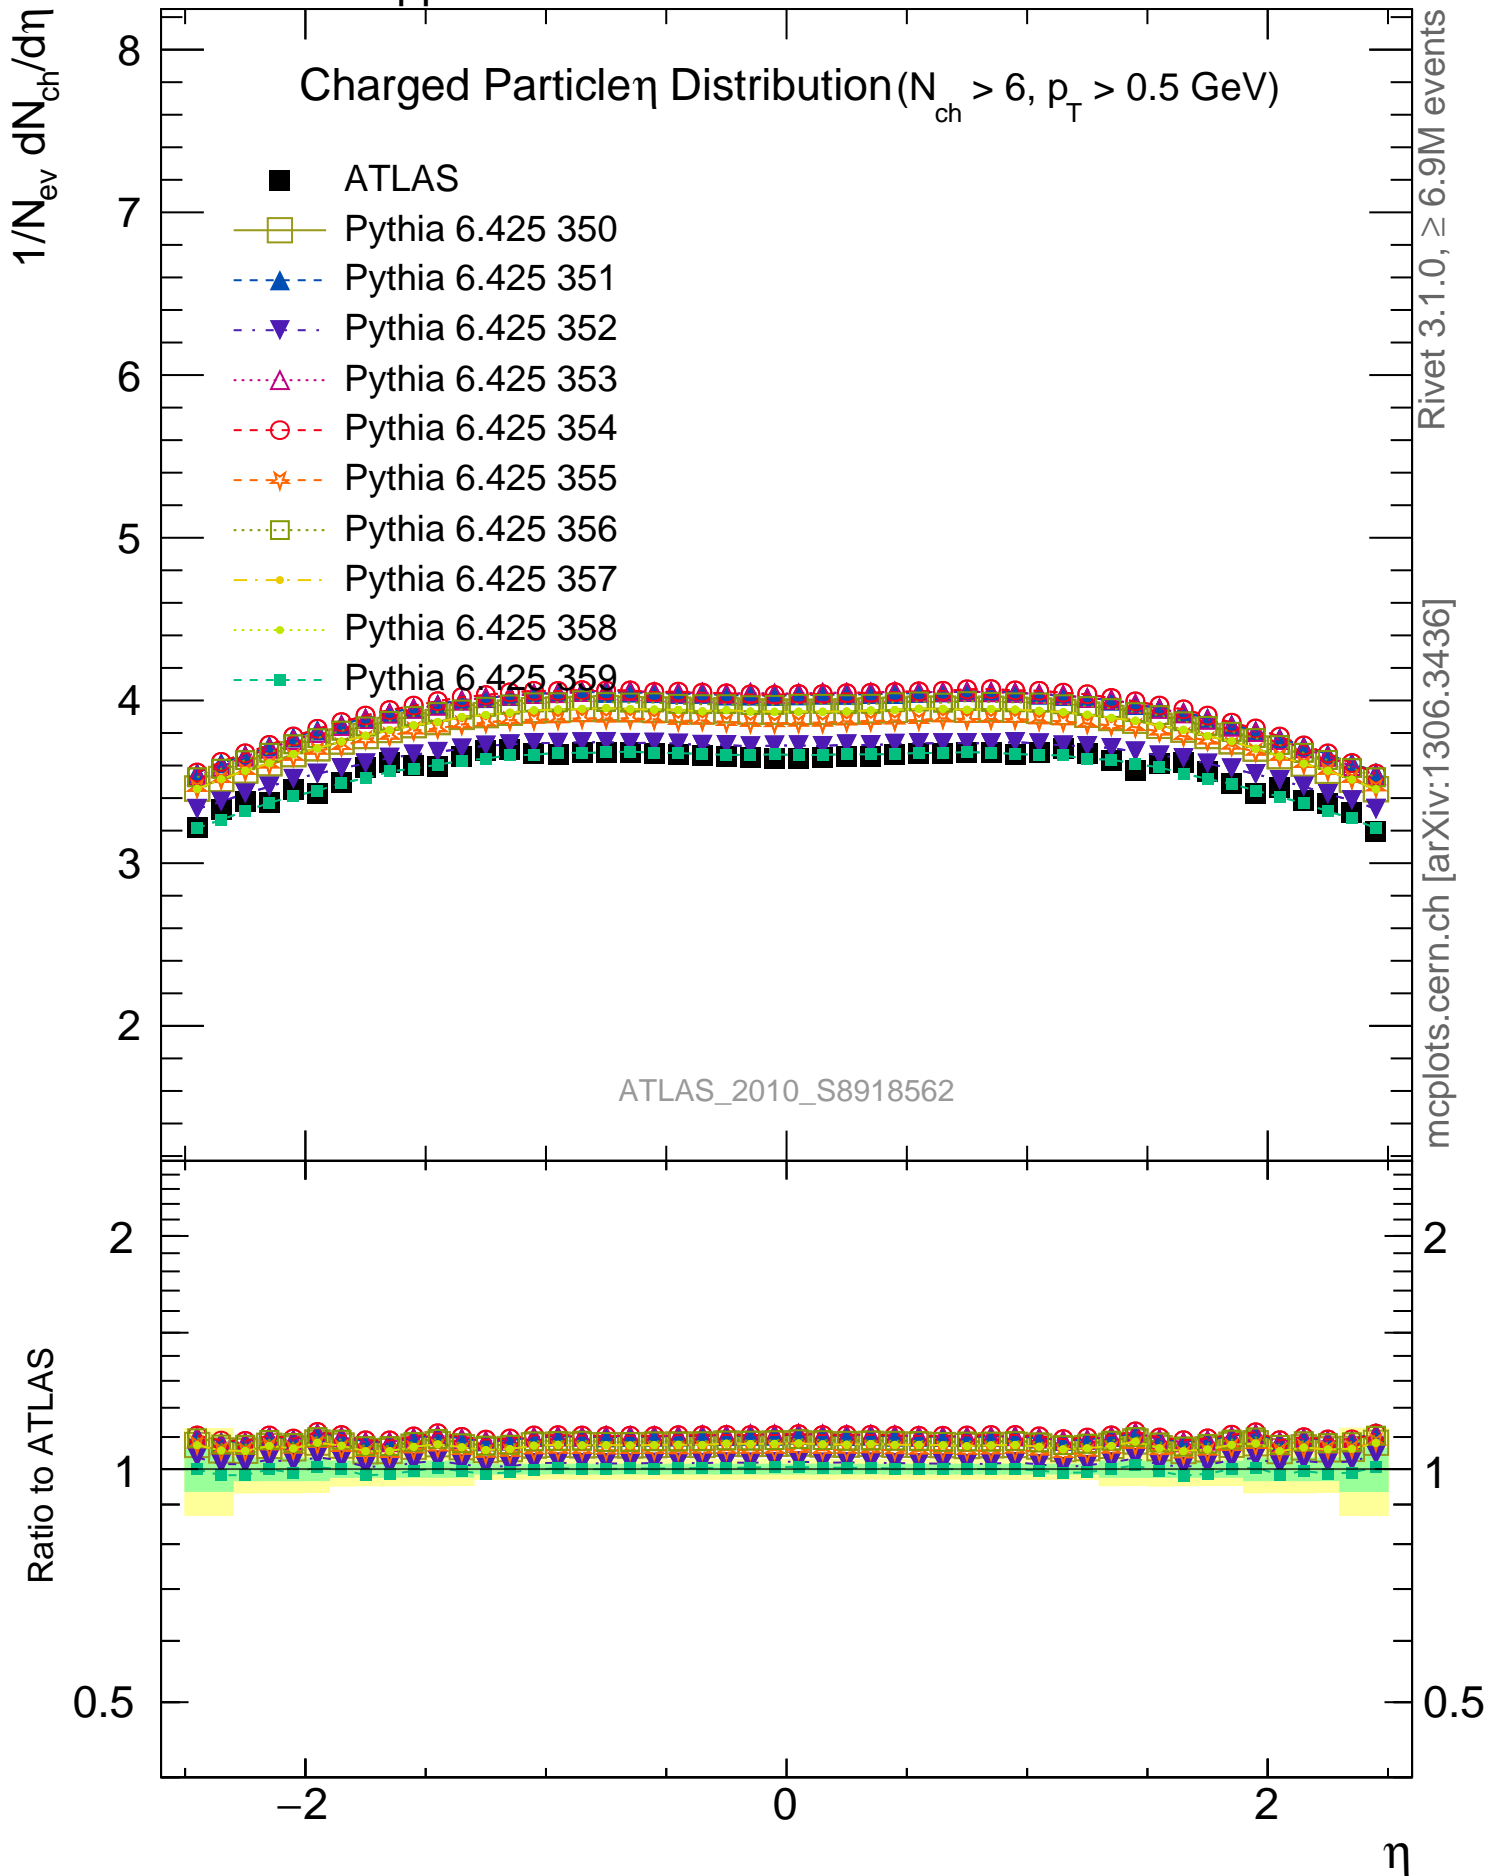 1/N_ev dN_ch/dη
Charged Particleη Distribution (N_ch > 6, p_T > 0.5 GeV)
ATLAS
Pythia 6.425 350
Pythia 6.425 351
Pythia 6.425 352
Pythia 6.425 353
Pythia 6.425 354
Pythia 6.425 355
Pythia 6.425 356
Pythia 6.425 357
Pythia 6.425 358
Pythia 6.425 359
8
7
6
5
4
3
2
ATLAS_2010_S8918562
Rivet 3.1.0, ≥ 6.9M events
mcplots.cern.ch [arXiv:1306.3436]
Ratio to ATLAS
2
1
0.5
2
1
0.5
−2
0
2
η